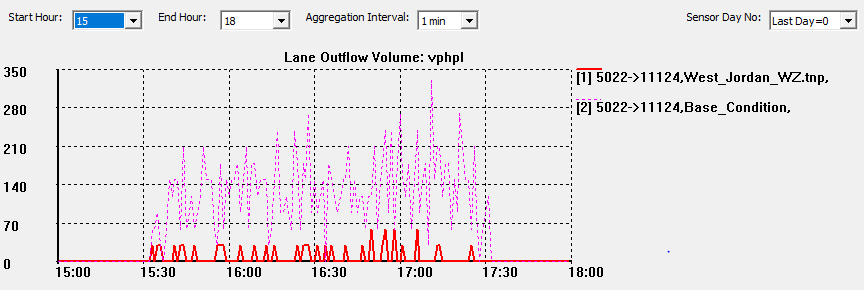 Start Hour: 15 End Hour: 18 Aggregation Interval: 1 min Sensor Day No: Last Day=0
Lane Outflow Volume: vphpl
350
280
210
140
70
0
15:00 15:30 16:00 16:30 17:00 17:30 18:00
[1] 5022->11124,West_Jordan_WZ.tnp,
[2] 5022->11124,Base_Condition,